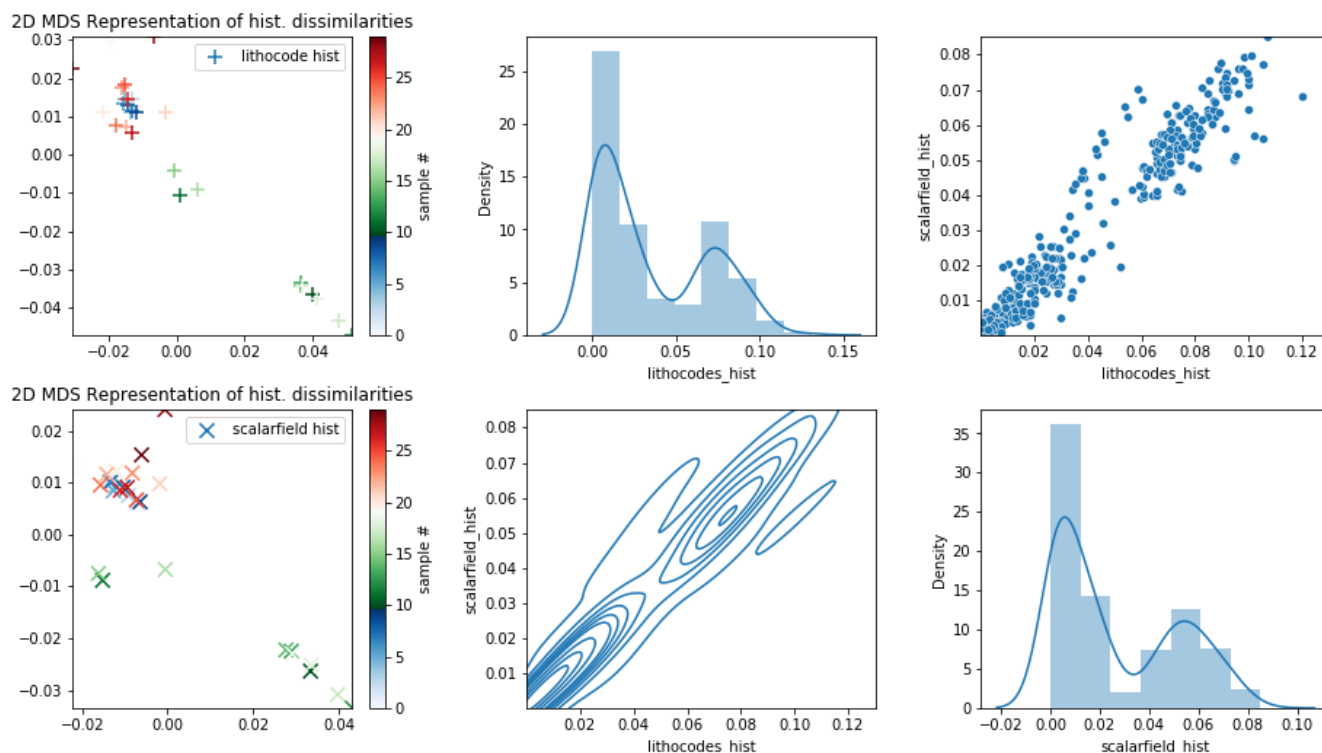 2D MDS Representation of hist. dissimilarities
0.03
0.02
0.01
0.00
−0.01
−0.02
−0.03
−0.04
−0.02 0.00 0.02 0.04
lithocode hist
25
20
15
10
5
0
sample #
25
20
15
10
5
0
Density
0.00 0.05 0.10 0.15
lithocodes_hist
0.08
0.07
0.06
0.05
0.04
0.03
0.02
0.01
scalarfield_hist
0.02 0.04 0.06 0.08 0.10 0.12
lithocodes_hist
2D MDS Representation of hist. dissimilarities
0.02
0.01
0.00
−0.01
−0.02
−0.03
−0.02 0.00 0.02 0.04
scalarfield hist
25
20
15
10
5
0
sample #
0.08
0.07
0.06
0.05
0.04
0.03
0.02
0.01
scalarfield_hist
0.02 0.04 0.06 0.08 0.10 0.12
lithocodes_hist
35
30
25
20
15
10
5
0
Density
−0.02 0.00 0.02 0.04 0.06 0.08 0.10
scalarfield_hist